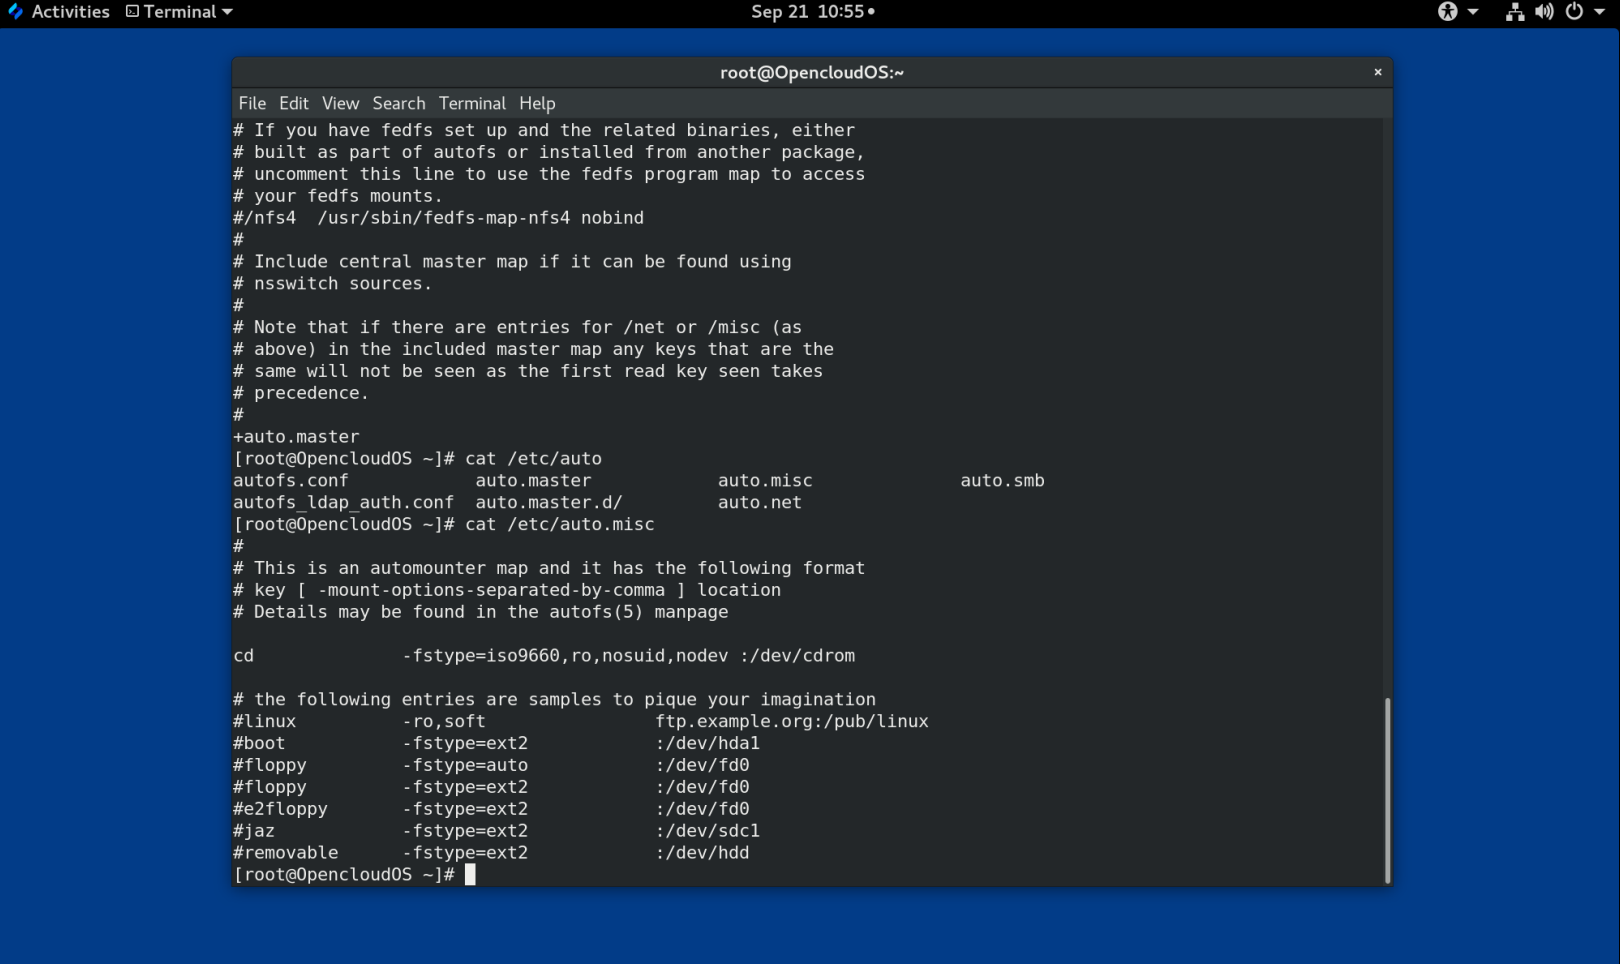 Activities Terminal Sep 21 10:55
root@OpencloudOS:~ ×
File Edit View Search Terminal Help
# If you have fedfs set up and the related binaries, either
# built as part of autofs or installed from another package,
# uncomment this line to use the fedfs program map to access
# your fedfs mounts.
#/nfs4  /usr/sbin/fedfs-map-nfs4 nobind
#
# Include central master map if it can be found using
# nsswitch sources.
#
# Note that if there are entries for /net or /misc (as
# above) in the included master map any keys that are the
# same will not be seen as the first read key seen takes
# precedence.
#
+auto.master
[root@OpencloudOS ~]# cat /etc/auto
autofs.conf            auto.master            auto.misc              auto.smb
autofs_ldap_auth.conf  auto.master.d/         auto.net
[root@OpencloudOS ~]# cat /etc/auto.misc
#
# This is an automounter map and it has the following format
# key [ -mount-options-separated-by-comma ] location
# Details may be found in the autofs(5) manpage
cd              -fstype=iso9660,ro,nosuid,nodev :/dev/cdrom
# the following entries are samples to pique your imagination
#linux          -ro,soft                ftp.example.org:/pub/linux
#boot           -fstype=ext2            :/dev/hda1
#floppy         -fstype=auto            :/dev/fd0
#floppy         -fstype=ext2            :/dev/fd0
#e2floppy       -fstype=ext2            :/dev/fd0
#jaz            -fstype=ext2            :/dev/sdc1
#removable      -fstype=ext2            :/dev/hdd
[root@OpencloudOS ~]#